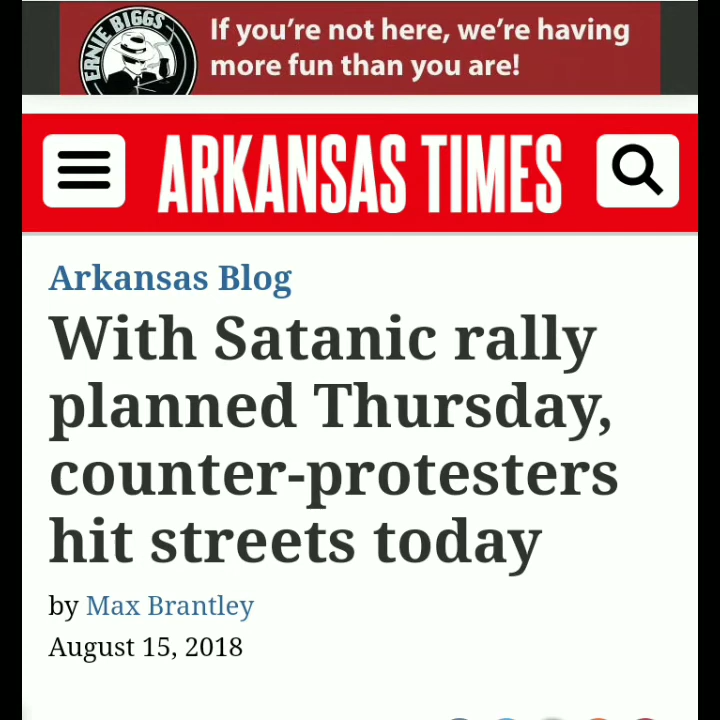 ERNIE BIGGS
If you're not here, we're having
more fun than you are!
ARKANSAS TIMES
Arkansas Blog
With Satanic rally
planned Thursday,
counter-protesters
hit streets today
by Max Brantley
August 15, 2018